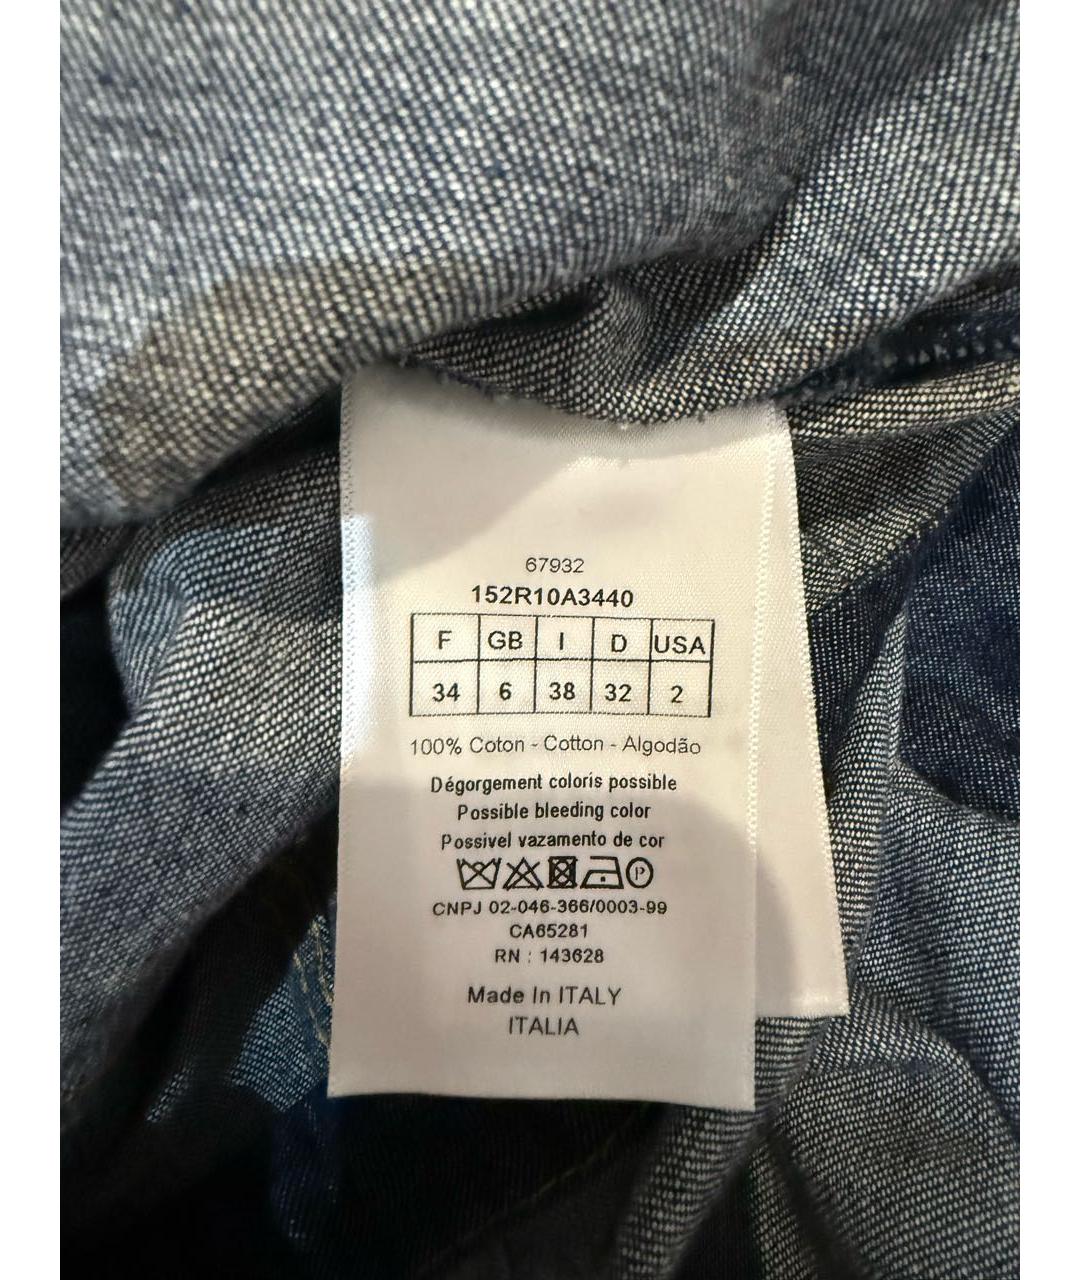 67932
152R10A3440
F GB I D USA
34 6 38 32 2
100% Coton - Cotton - Algodão
Dégorgement coloris possible
Possible bleeding color
Possivel vazamento de cor
P
CNPJ 02-046-366/0003-99
CA65281
RN : 143628
Made In ITALY
ITALIA